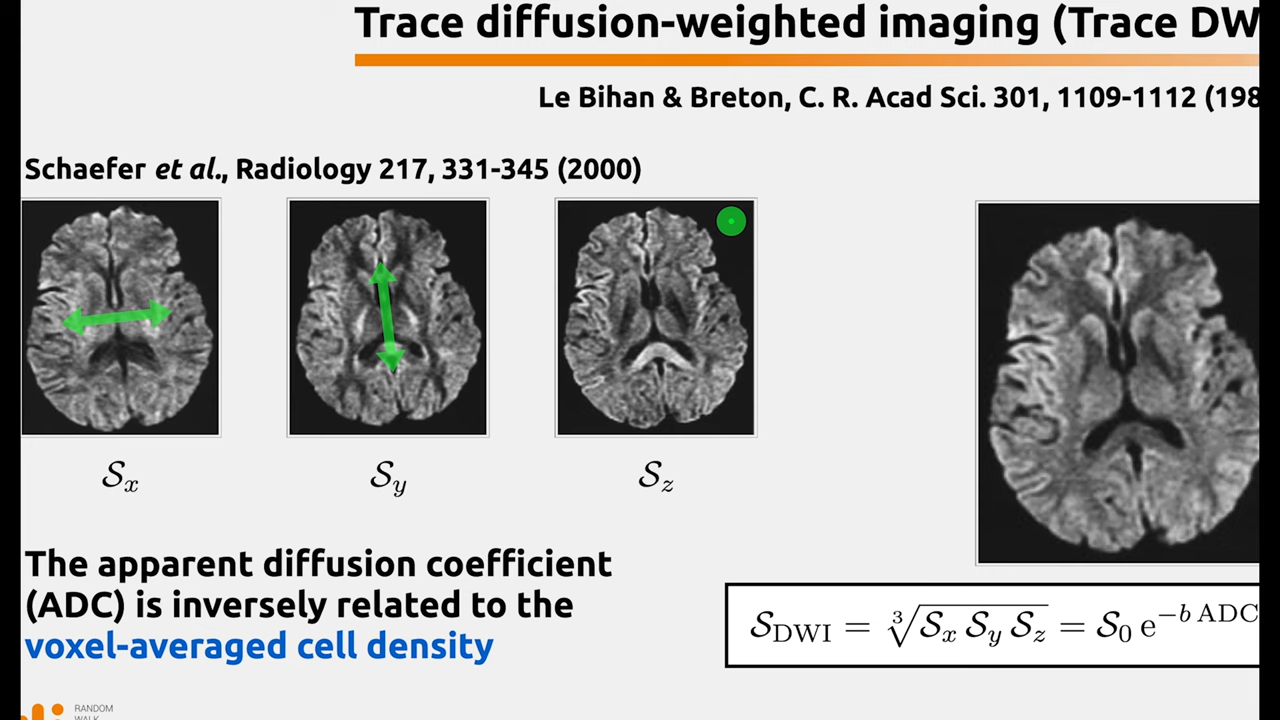 Trace diffusion-weighted imaging (Trace DW
Le Bihan & Breton, C. R. Acad Sci. 301, 1109-1112 (198
Schaefer et al., Radiology 217, 331-345 (2000)
𝒮x 𝒮y 𝒮z
The apparent diffusion coefficient
(ADC) is inversely related to the
voxel-averaged cell density
𝒮DWI = ∛(𝒮x 𝒮y 𝒮z) = 𝒮0 e^(−b ADC
RANDOM
WALK